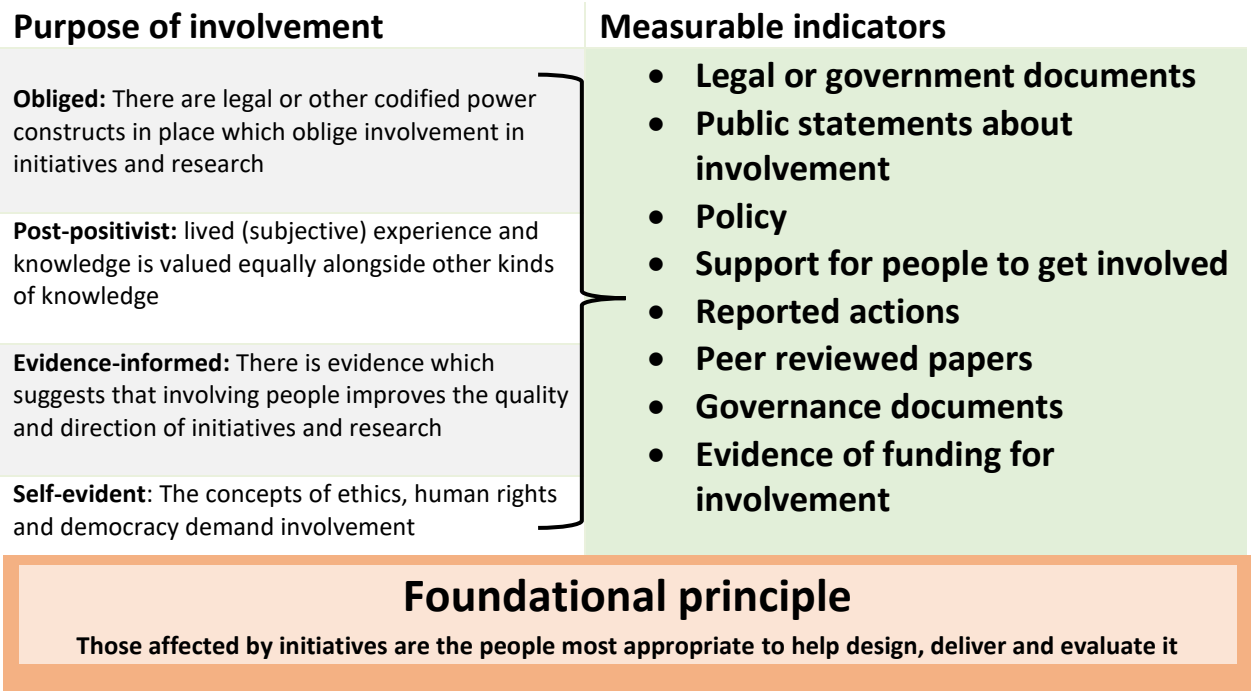 Purpose of involvement
Measurable indicators
Obliged: There are legal or other codified power
constructs in place which oblige involvement in
initiatives and research
Post-positivist: lived (subjective) experience and
knowledge is valued equally alongside other kinds
of knowledge
Evidence-informed: There is evidence which
suggests that involving people improves the quality
and direction of initiatives and research
Self-evident: The concepts of ethics, human rights
and democracy demand involvement
• Legal or government documents
• Public statements about
involvement
• Policy
• Support for people to get involved
• Reported actions
• Peer reviewed papers
• Governance documents
• Evidence of funding for
involvement
Foundational principle
Those affected by initiatives are the people most appropriate to help design, deliver and evaluate it